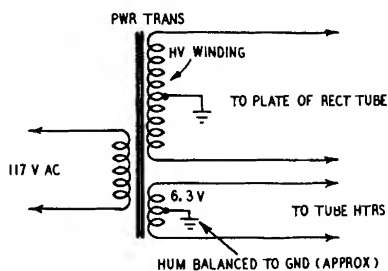 PWR TRANS
HV WINDING
TO PLATE OF RECT TUBE
117 V AC
6.3 V
TO TUBE HTRS
HUM BALANCED TO GND (APPROX)